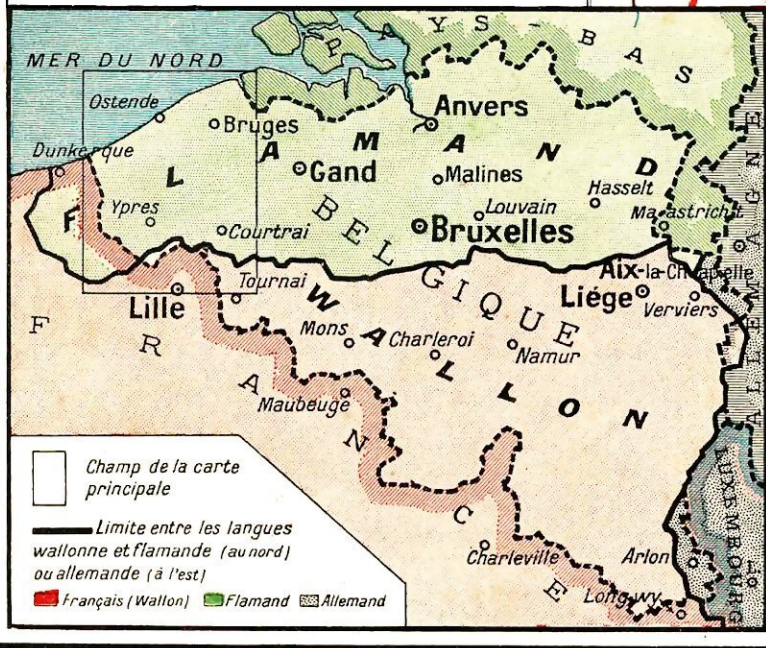 PAYS-BAS
MER DU NORD
Ostende
Bruges
Anvers
Dunkerque
FLAMAND
Gand
Malines
Hasselt
Ypres
Courtrai
Louvain
Maastricht
Bruxelles
BELGIQUE
Aix-la-Chapelle
ALLEMAGNE
Tournai
Lille
Liége
Verviers
WALLON
Mons
Charleroi
Namur
FRANCE
Maubeuge
LUXEMBOURG
Charleville
Arlon
Longwy
Champ de la carte
principale
Limite entre les langues
wallonne et flamande (au nord)
ou allemande (à l'est)
Français (Wallon) Flamand Allemand